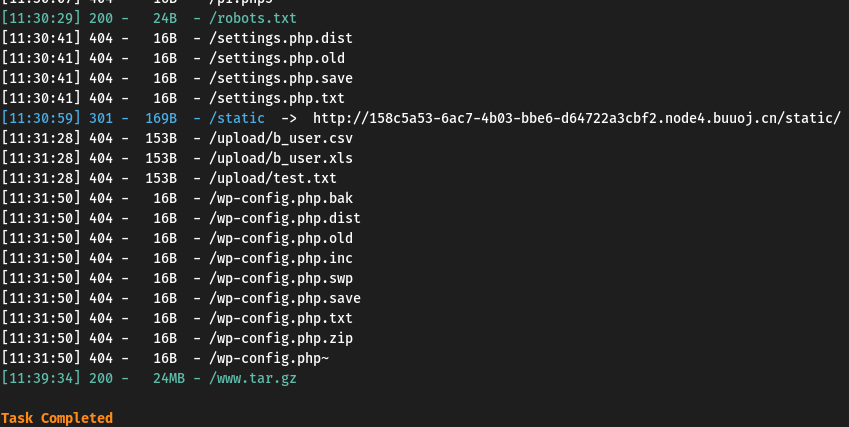 [11:30:29] 200 -   24B  - /robots.txt
[11:30:41] 404 -   16B  - /settings.php.dist
[11:30:41] 404 -   16B  - /settings.php.old
[11:30:41] 404 -   16B  - /settings.php.save
[11:30:41] 404 -   16B  - /settings.php.txt
[11:30:59] 301 -  169B  - /static  ->  http://158c5a53-6ac7-4b03-bbe6-d64722a3cbf2.node4.buuoj.cn/static/
[11:31:28] 404 -  153B  - /upload/b_user.csv
[11:31:28] 404 -  153B  - /upload/b_user.xls
[11:31:28] 404 -  153B  - /upload/test.txt
[11:31:50] 404 -   16B  - /wp-config.php.bak
[11:31:50] 404 -   16B  - /wp-config.php.dist
[11:31:50] 404 -   16B  - /wp-config.php.old
[11:31:50] 404 -   16B  - /wp-config.php.inc
[11:31:50] 404 -   16B  - /wp-config.php.swp
[11:31:50] 404 -   16B  - /wp-config.php.save
[11:31:50] 404 -   16B  - /wp-config.php.txt
[11:31:50] 404 -   16B  - /wp-config.php.zip
[11:31:50] 404 -   16B  - /wp-config.php~
[11:39:34] 200 -   24MB - /www.tar.gz
Task Completed